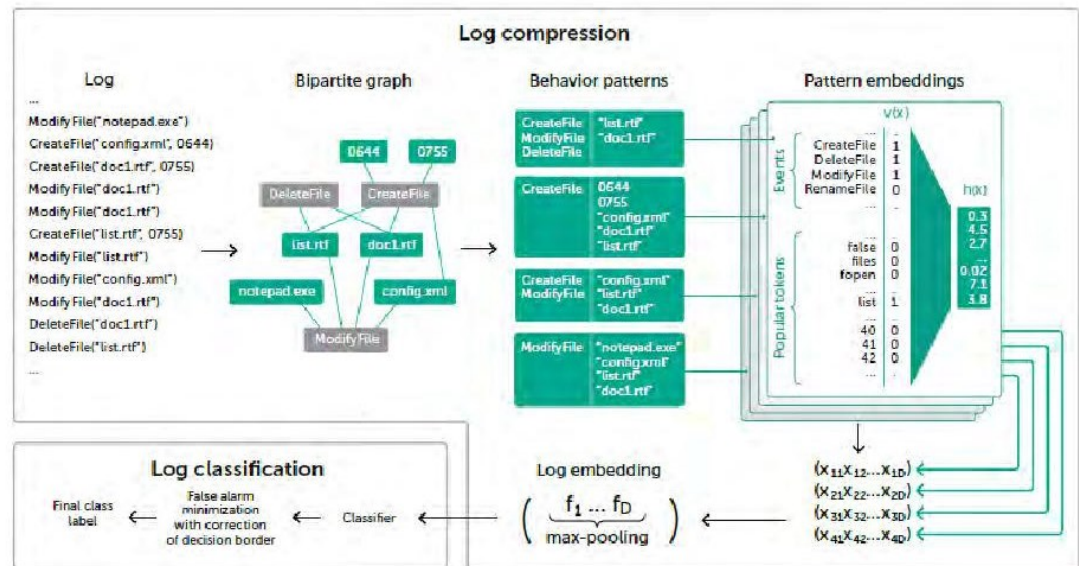 Log compression
Log
Bipartite graph
Behavior patterns
Pattern embeddings
...
ModifyFile("notepad.exe")
CreateFile("config.xml", 0644)
CreateFile("doc1.rtf", 0755)
ModifyFile("doc1.rtf")
ModifyFile("doc1.rtf")
CreateFile("list.rtf", 0755)
ModifyFile("list.rtf")
ModifyFile("config.xml")
ModifyFile("doc1.rtf")
DeleteFile("doc1.rtf")
DeleteFile("list.rtf")
...
0644 0755
DeleteFile CreateFile
list.rtf doc1.rtf
notepad.exe config.xml
ModifyFile
CreateFile "list.rtf"
ModifyFile "doc1.rtf"
DeleteFile
CreateFile 0644
0755
"config.xml"
"doc1.rtf"
"list.rtf"
CreateFile "config.xml"
ModifyFile "list.rtf"
"doc1.rtf"
ModifyFile "notepad.exe"
"config.xml"
"list.rtf"
"doc1.rtf"
v(x)
Events
... .
CreateFile 1
DeleteFile 1
ModifyFile 1
RenameFile 0
... .
Popular tokens
false 0
files 0
fopen 0
... .
list 1
... .
40 0
41 0
42 0
... .
h(x)
0.3
4.5
2.7
...
0.02
7.1
3.8
(x11x12...x1D)
(x21x22...x2D)
(x31x32...x3D)
(x41x42...x4D)
Log embedding
( f1 ... fD )
max-pooling
Log classification
Classifier
False alarm
minimization
with correction
of decision border
Final class
label